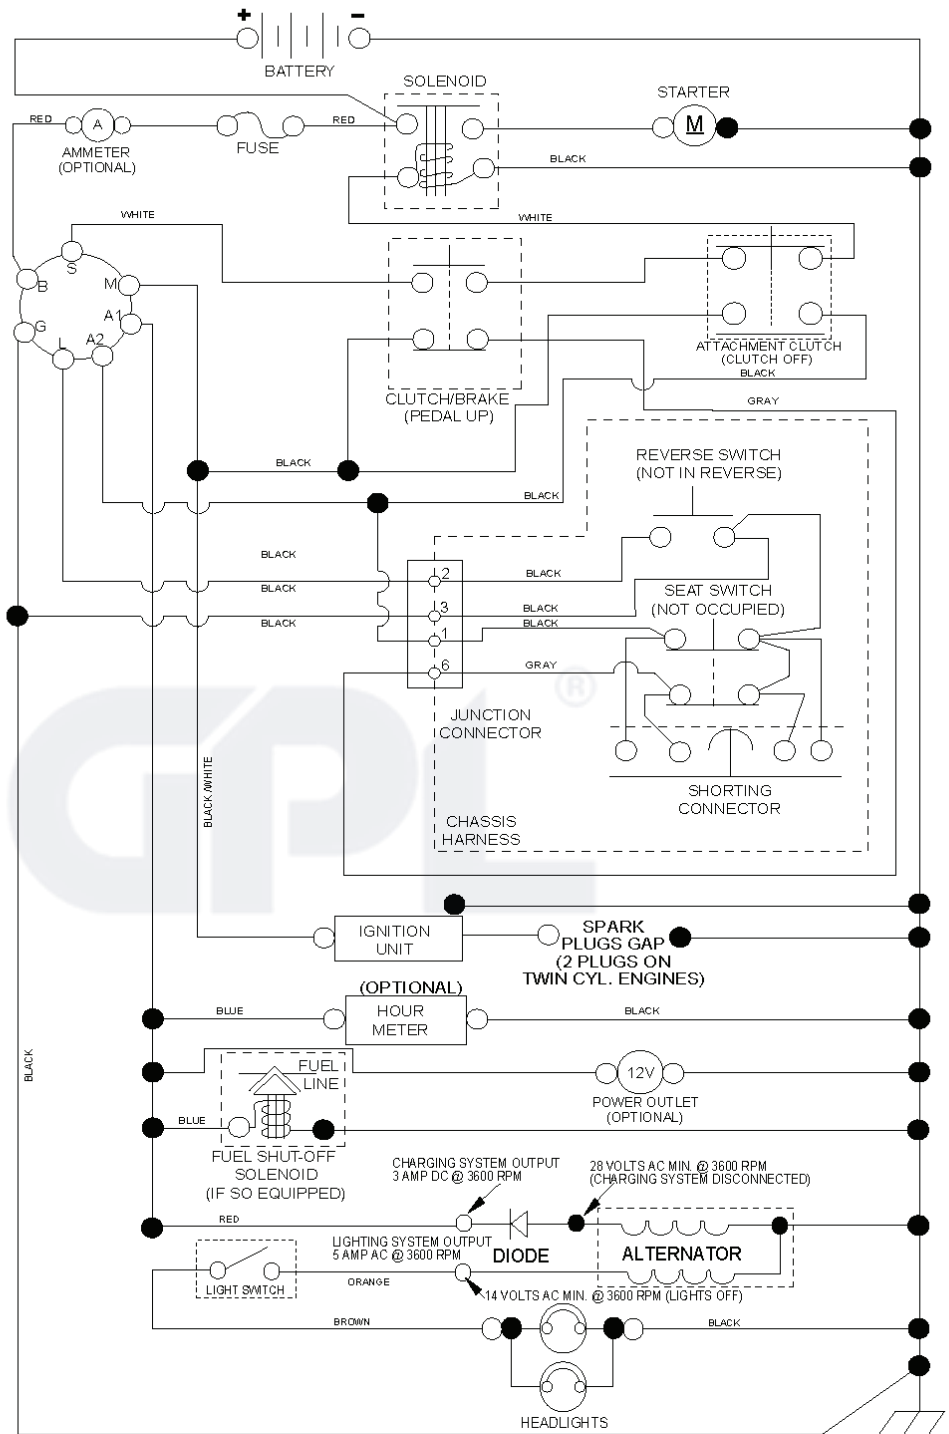 + –
BATTERY
SOLENOID
STARTER
RED
A
RED
M
FUSE
AMMETER
(OPTIONAL)
BLACK
WHITE
WHITE
S
B
M
G
A1
L
A2
ATTACHMENT CLUTCH
(CLUTCH OFF)
BLACK
CLUTCH/BRAKE
(PEDAL UP)
GRAY
REVERSE SWITCH
(NOT IN REVERSE)
BLACK
BLACK
BLACK
2
BLACK
BLACK
SEAT SWITCH
(NOT OCCUPIED)
3
BLACK
BLACK
BLACK
1
6
GRAY
GPL®
JUNCTION
CONNECTOR
BLACK/WHITE
SHORTING
CONNECTOR
CHASSIS
HARNESS
IGNITION
UNIT
SPARK
PLUGS GAP
(2 PLUGS ON
TWIN CYL. ENGINES)
(OPTIONAL)
HOUR
METER
BLUE
BLACK
BLACK
FUEL
LINE
12V
POWER OUTLET
(OPTIONAL)
BLUE
FUEL SHUT-OFF
SOLENOID
(IF SO EQUIPPED)
CHARGING SYSTEM OUTPUT
3 AMP DC @ 3600 RPM
28 VOLTS AC MIN. @ 3600 RPM
(CHARGING SYSTEM DISCONNECTED)
RED
LIGHTING SYSTEM OUTPUT
5 AMP AC @ 3600 RPM
DIODE
ALTERNATOR
LIGHT SWITCH
ORANGE
14 VOLTS AC MIN. @ 3600 RPM (LIGHTS OFF)
BROWN
BLACK
HEADLIGHTS